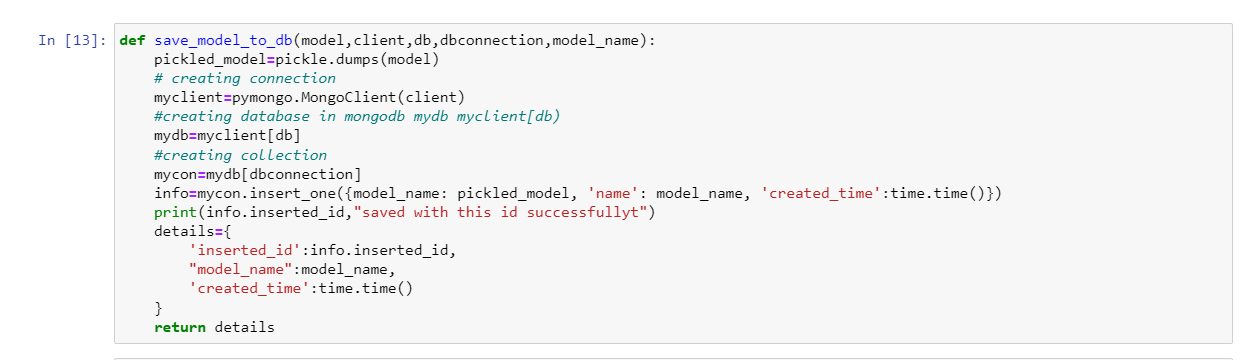 In [13]: def save_model_to_db(model,client,db,dbconnection,model_name):
    pickled_model=pickle.dumps(model)
    # creating connection
    myclient=pymongo.MongoClient(client)
    #creating database in mongodb mydb myclient[db)
    mydb=myclient[db]
    #creating collection
    mycon=mydb[dbconnection]
    info=mycon.insert_one({model_name: pickled_model, 'name': model_name, 'created_time':time.time()})
    print(info.inserted_id,"saved with this id successfullyt")
    details={
        'inserted_id':info.inserted_id,
        "model_name":model_name,
        'created_time':time.time()
    }
    return details